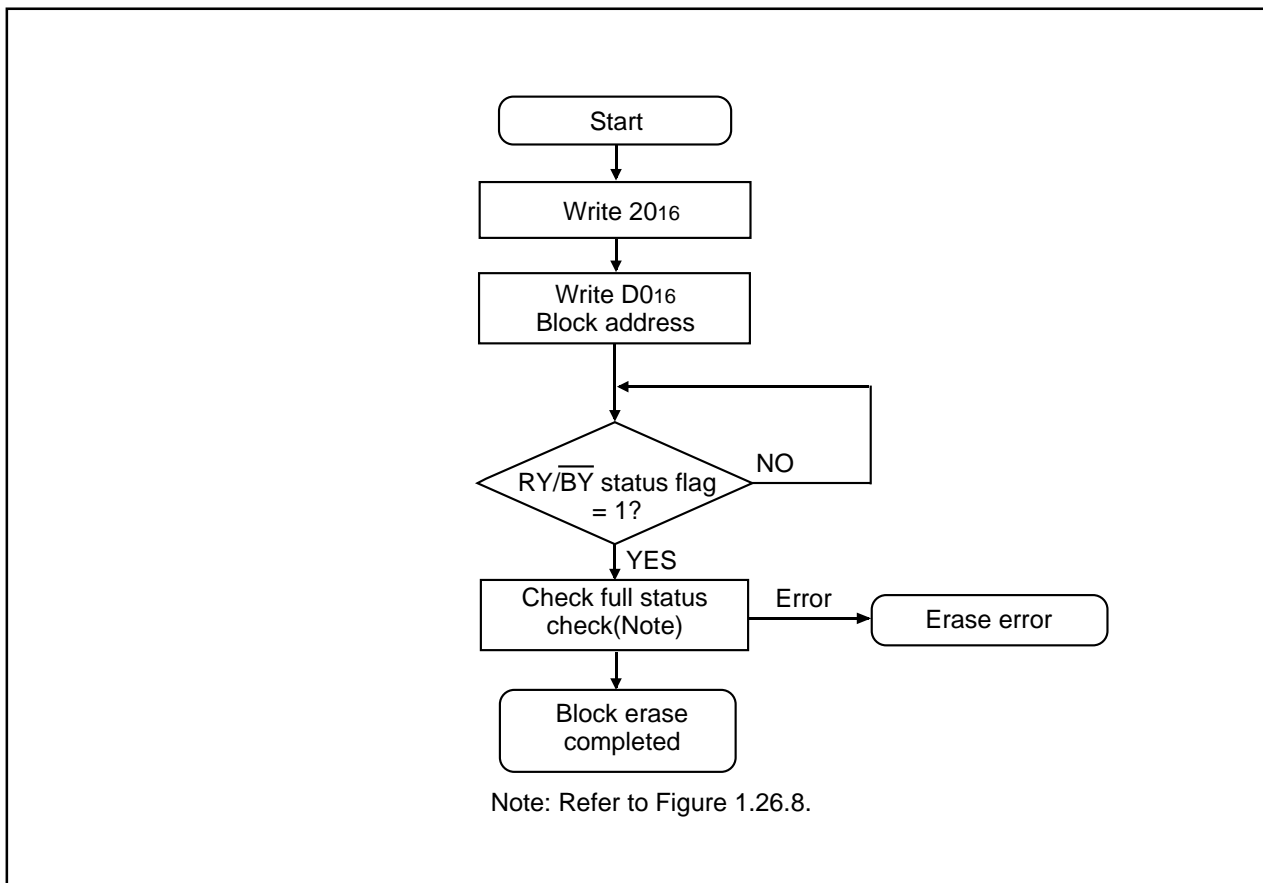 Start
Write 2016
Write D016
Block address
NO
RY/B̅Y̅ status flag
= 1?
YES
Check full status
check(Note)
Error
Erase error
Block erase
completed
Note: Refer to Figure 1.26.8.